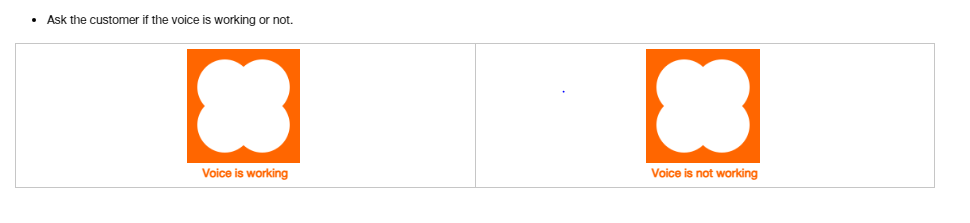 • Ask the customer if the voice is working or not.
Voice is working
Voice is not working